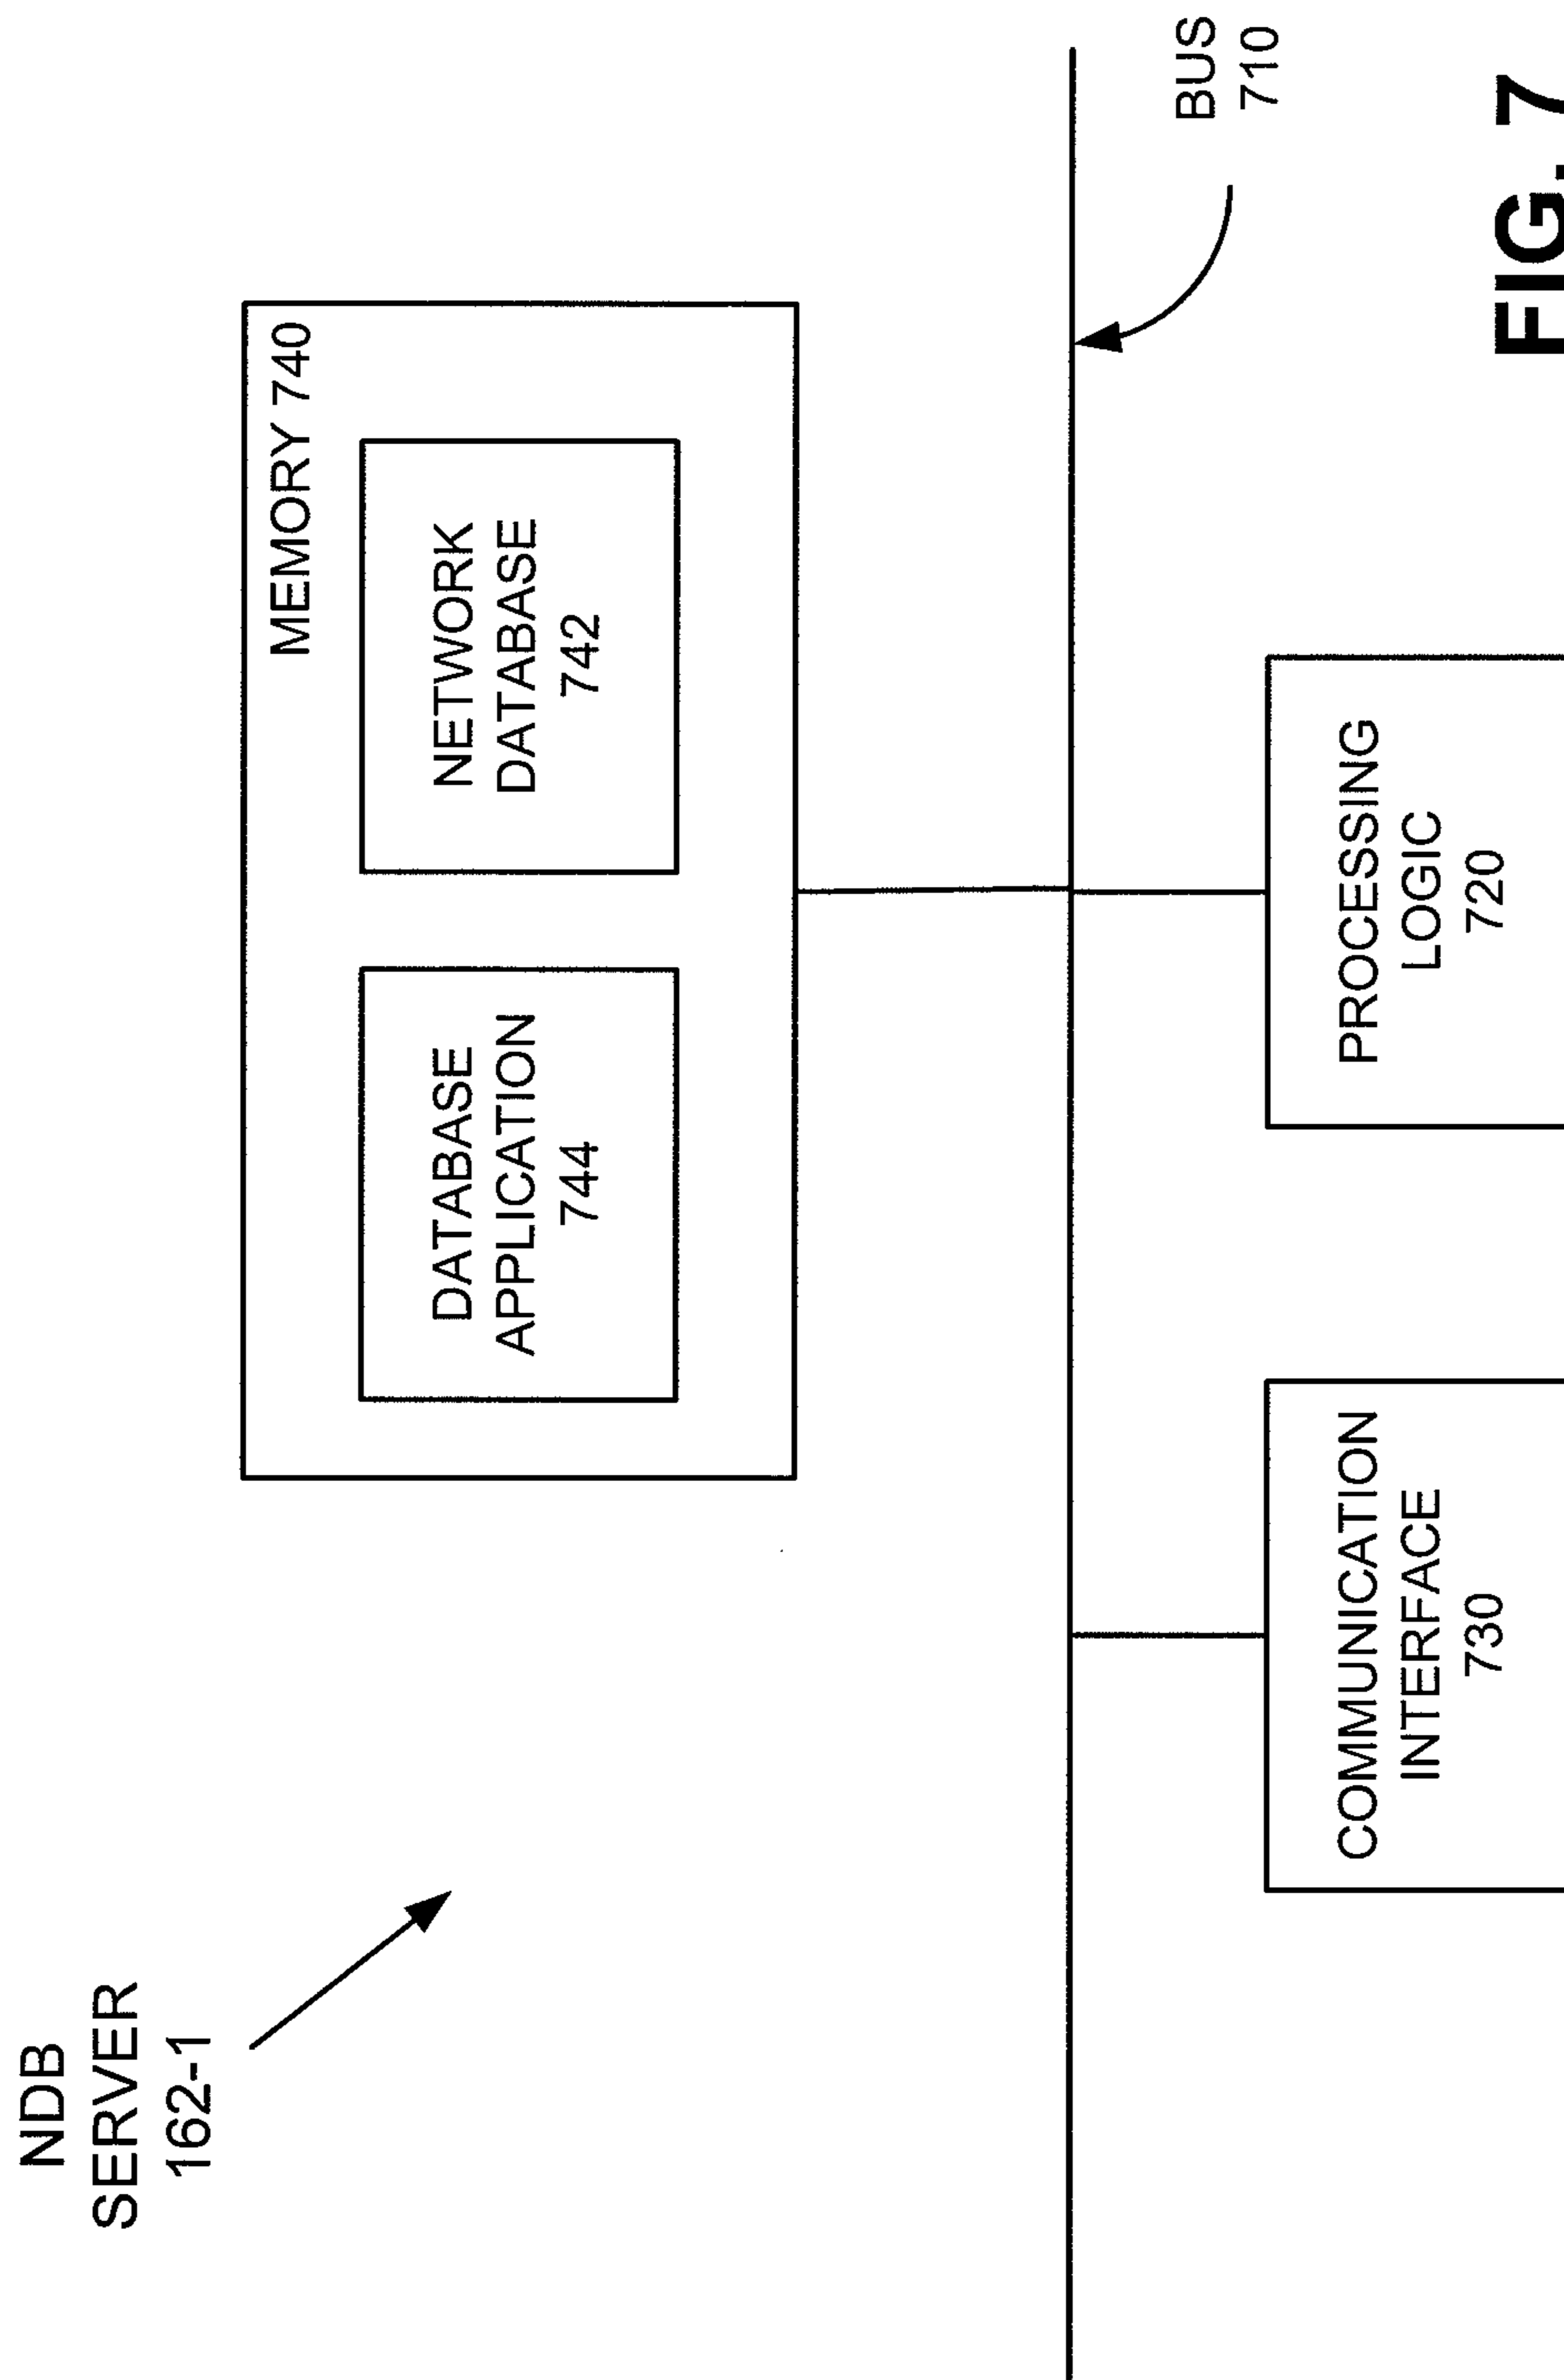 NDB
SERVER
162-1
MEMORY 740
DATABASE
APPLICATION
744
NETWORK
DATABASE
742
BUS
710
COMMUNICATION
INTERFACE
730
PROCESSING
LOGIC
720
FIG. 7